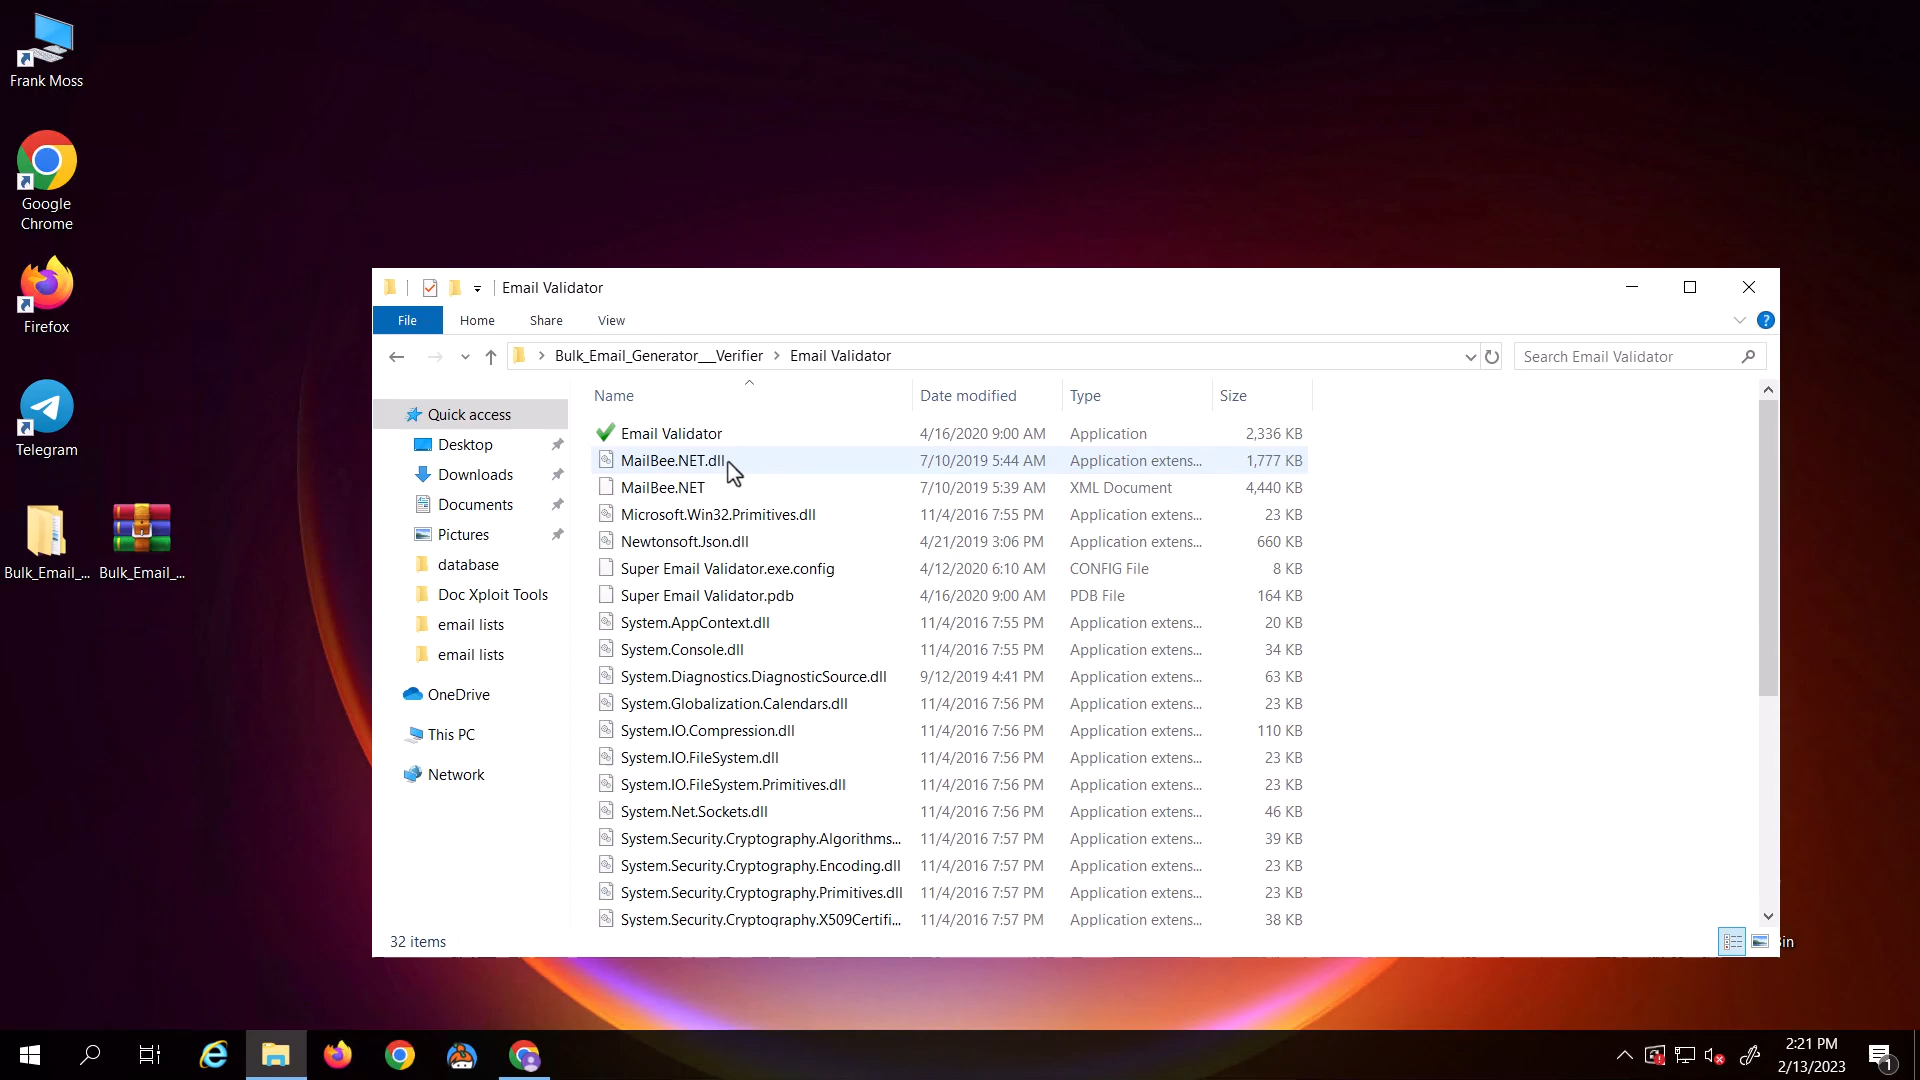 Frank Moss
Google
Chrome
Firefox
Telegram
Bulk_Email_...
Bulk_Email_...
Email Validator
File
Home
Share
View
Bulk_Email_Generator__Verifier
Email Validator
Search Email Validator
Quick access
Desktop
Downloads
Documents
Pictures
database
Doc Xploit Tools
email lists
email lists
OneDrive
This PC
Network
Name Date modified Type Size
Email Validator 4/16/2020 9:00 AM Application 2,336 KB
MailBee.NET.dll 7/10/2019 5:44 AM Application extens... 1,777 KB
MailBee.NET 7/10/2019 5:39 AM XML Document 4,440 KB
Microsoft.Win32.Primitives.dll 11/4/2016 7:55 PM Application extens... 23 KB
Newtonsoft.Json.dll 4/21/2019 3:06 PM Application extens... 660 KB
Super Email Validator.exe.config 4/12/2020 6:10 AM CONFIG File 8 KB
Super Email Validator.pdb 4/16/2020 9:00 AM PDB File 164 KB
System.AppContext.dll 11/4/2016 7:55 PM Application extens... 20 KB
System.Console.dll 11/4/2016 7:55 PM Application extens... 34 KB
System.Diagnostics.DiagnosticSource.dll 9/12/2019 4:41 PM Application extens... 63 KB
System.Globalization.Calendars.dll 11/4/2016 7:56 PM Application extens... 23 KB
System.IO.Compression.dll 11/4/2016 7:56 PM Application extens... 110 KB
System.IO.FileSystem.dll 11/4/2016 7:56 PM Application extens... 23 KB
System.IO.FileSystem.Primitives.dll 11/4/2016 7:56 PM Application extens... 23 KB
System.Net.Sockets.dll 11/4/2016 7:56 PM Application extens... 46 KB
System.Security.Cryptography.Algorithms... 11/4/2016 7:57 PM Application extens... 39 KB
System.Security.Cryptography.Encoding.dll 11/4/2016 7:57 PM Application extens... 23 KB
System.Security.Cryptography.Primitives.dll 11/4/2016 7:57 PM Application extens... 23 KB
System.Security.Cryptography.X509Certifi... 11/4/2016 7:57 PM Application extens... 38 KB
32 items
in
2:21 PM
2/13/2023
1